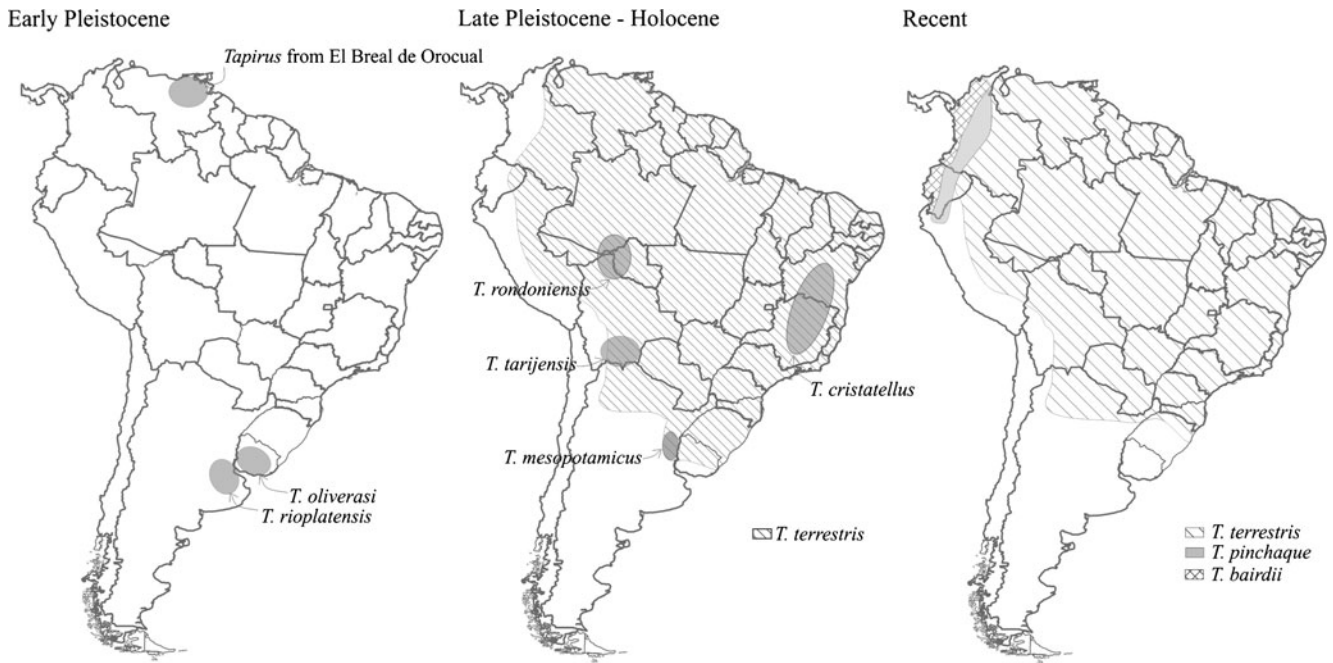 Early Pleistocene
Tapirus from El Breal de Orocual
T. oliverasi
T. rioplatensis
Late Pleistocene - Holocene
T. rondoniensis
T. tarijensis
T. cristatellus
T. mesopotamicus
T. terrestris
Recent
T. terrestris
T. pinchaque
T. bairdii